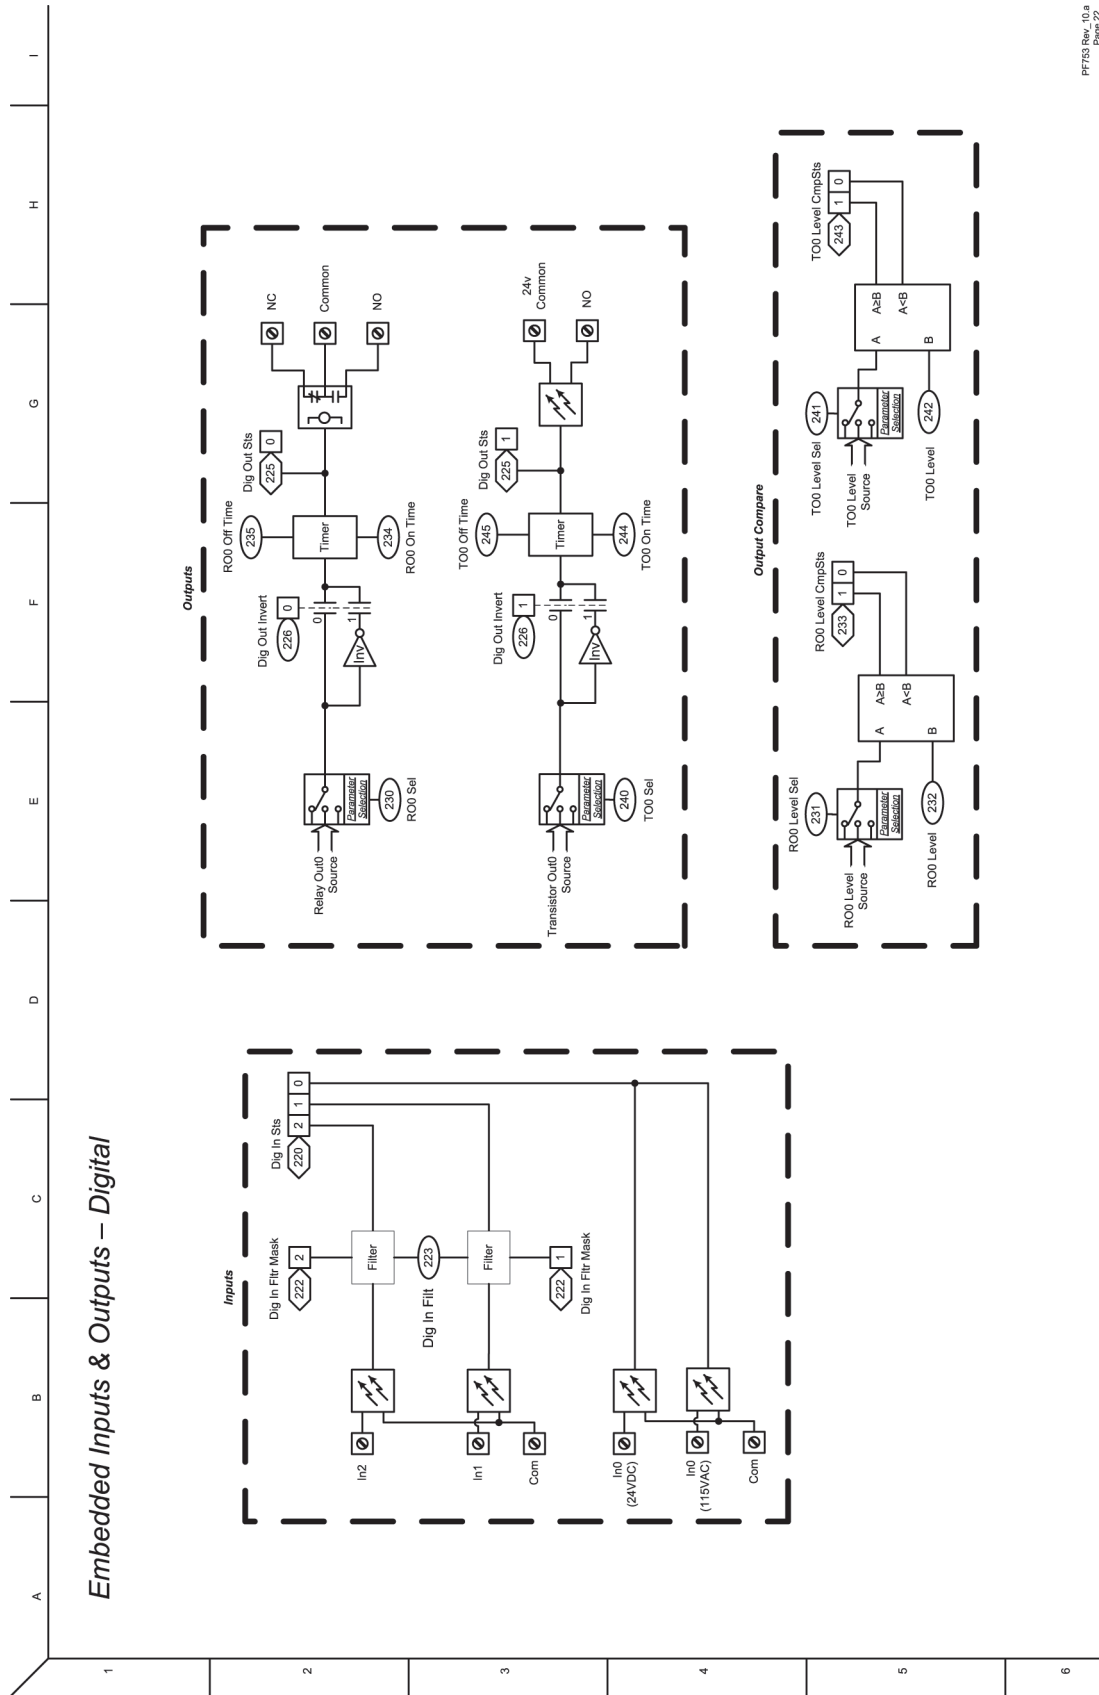 A
B
C
D
E
F
G
H
I
1
2
3
4
5
6
Embedded Inputs & Outputs – Digital
Inputs
Dig In Fltr Mask
222
2
Dig In Sts
220
2
1
0
In2
Filter
Dig In Filt
223
In1
Filter
Com
222
1
Dig In Fltr Mask
In0
(24VDC)
In0
(115VAC)
Com
Outputs
Relay Out0
Source
Parameter
Selection
230
RO0 Sel
Dig Out Invert
226
0
0
1
Inv
RO0 Off Time
235
Timer
234
RO0 On Time
Dig Out Sts
225
0
NC
Common
NO
Transistor Out0
Source
Parameter
Selection
240
TO0 Sel
Dig Out Invert
226
1
0
1
Inv
TO0 Off Time
245
Timer
244
TO0 On Time
Dig Out Sts
225
1
24v
Common
NO
Output Compare
RO0 Level Sel
231
RO0 Level
Source
Parameter
Selection
232
RO0 Level
A
B
A≥B
A<B
RO0 Level CmpSts
233
1
0
TO0 Level Sel
241
TO0 Level
Source
Parameter
Selection
242
TO0 Level
A
B
A≥B
A<B
TO0 Level CmpSts
243
1
0
PF753 Rev_10.a
Page 22